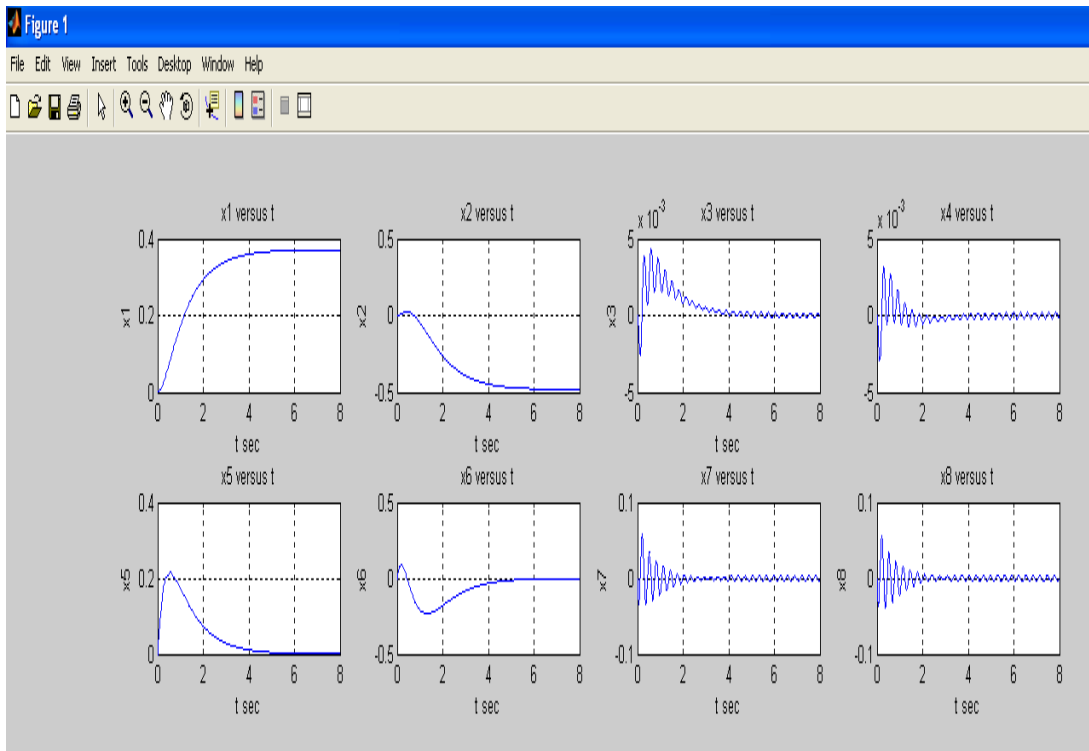 Figure 1
File Edit View Insert Tools Desktop Window Help
x1 versus t
x2 versus t
x 10^-3 x3 versus t
x 10^-3 x4 versus t
0.4
0.2
0
x1
0 2 4 6 8
t sec
0.5
0
-0.5
x2
0 2 4 6 8
t sec
5
0
-5
x3
0 2 4 6 8
t sec
5
0
-5
x4
0 2 4 6 8
t sec
x5 versus t
x6 versus t
x7 versus t
x8 versus t
0.4
0.2
0
x5
0 2 4 6 8
t sec
0.5
0
-0.5
x6
0 2 4 6 8
t sec
0.1
0
-0.1
x7
0 2 4 6 8
t sec
0.1
0
-0.1
x8
0 2 4 6 8
t sec